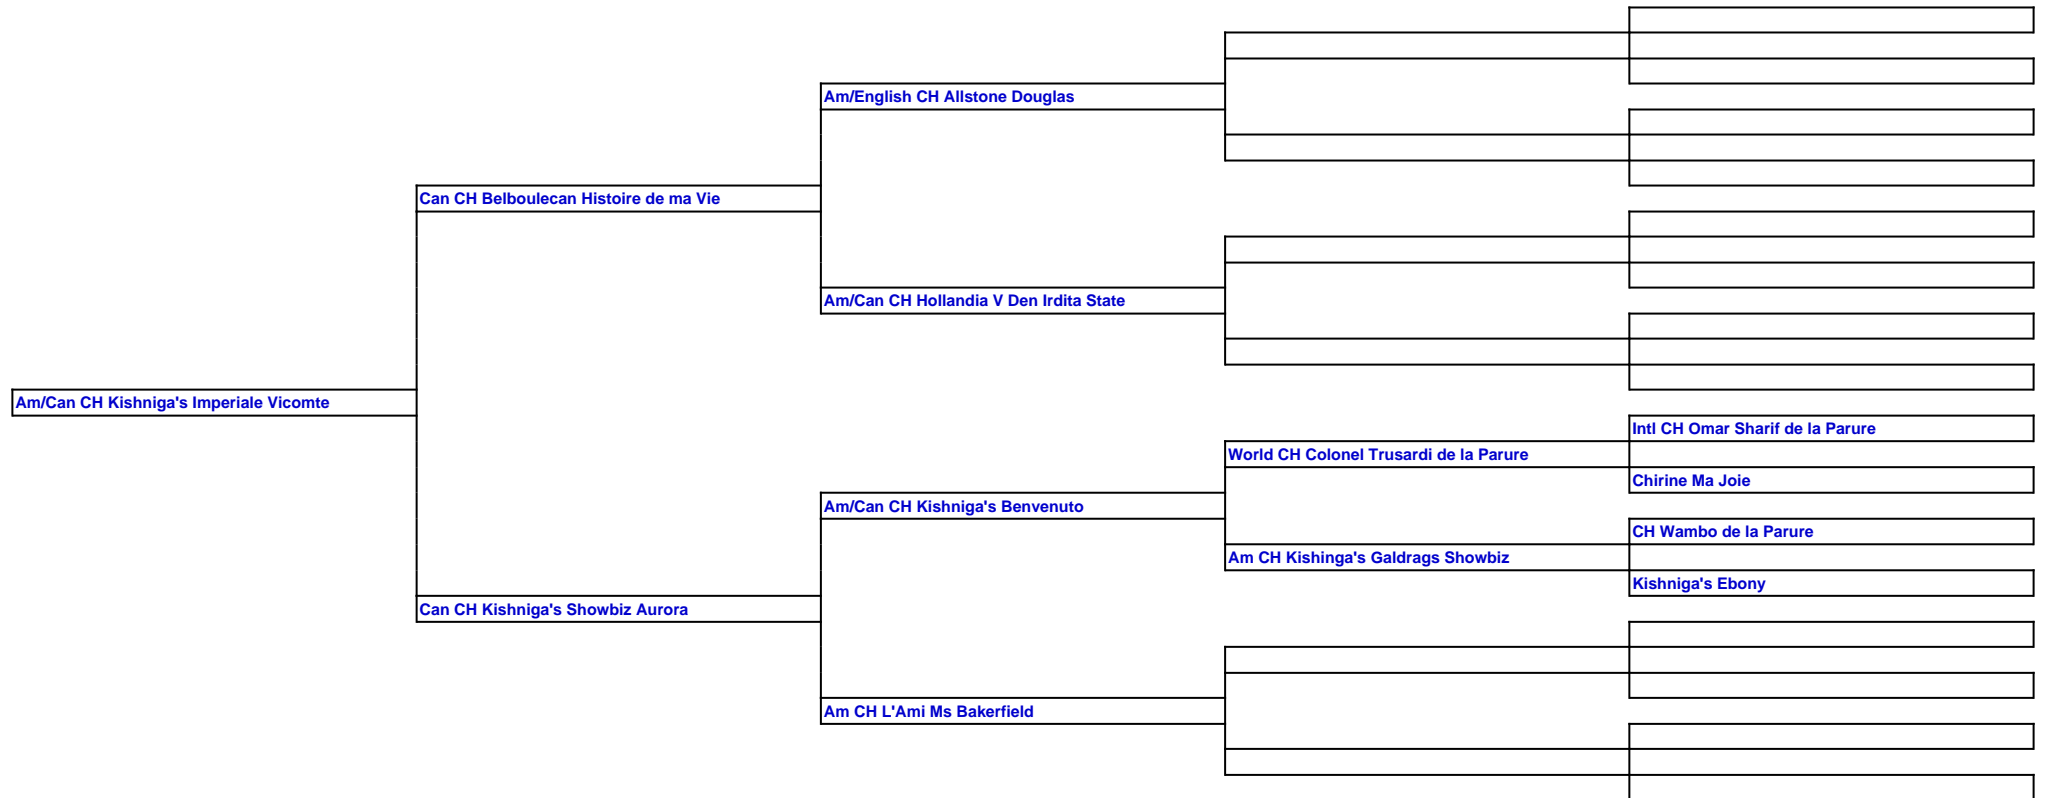 Am/English CH Allstone Douglas
Can CH Belboulecan Histoire de ma Vie
Am/Can CH Hollandia V Den Irdita State
Am/Can CH Kishniga's Imperiale Vicomte
Intl CH Omar Sharif de la Parure
World CH Colonel Trusardi de la Parure
Chirine Ma Joie
Am/Can CH Kishniga's Benvenuto
CH Wambo de la Parure
Am CH Kishinga's Galdrags Showbiz
Kishniga's Ebony
Can CH Kishniga's Showbiz Aurora
Am CH L'Ami Ms Bakerfield